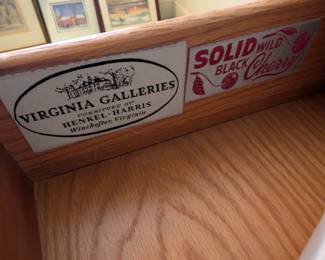 VIRGINIA GALLERIES
FURNITURE BY
HENKEL-HARRIS
Winchester, Virginia
SOLID WILD
BLACK Cherry